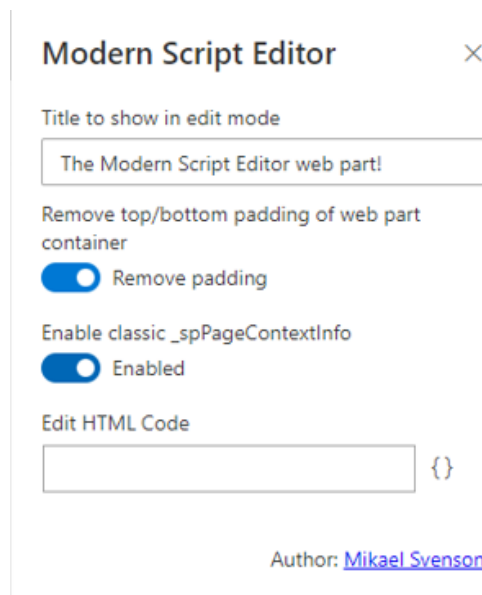 Modern Script Editor
Title to show in edit mode
The Modern Script Editor web part!
Remove top/bottom padding of web part
container
Remove padding
Enable classic _spPageContextInfo
Enabled
Edit HTML Code
{}
Author: Mikael Svenson